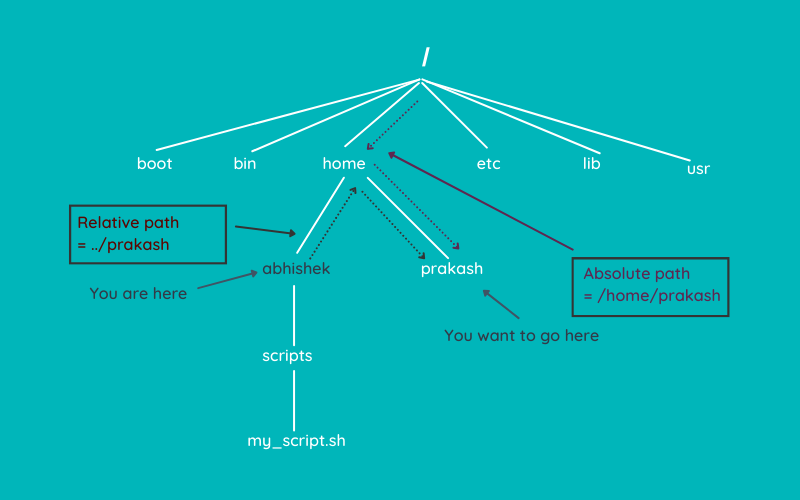 /
boot
bin
home
etc
lib
usr
Relative path
= ../prakash
abhishek
prakash
Absolute path
= /home/prakash
You are here
You want to go here
scripts
my_script.sh